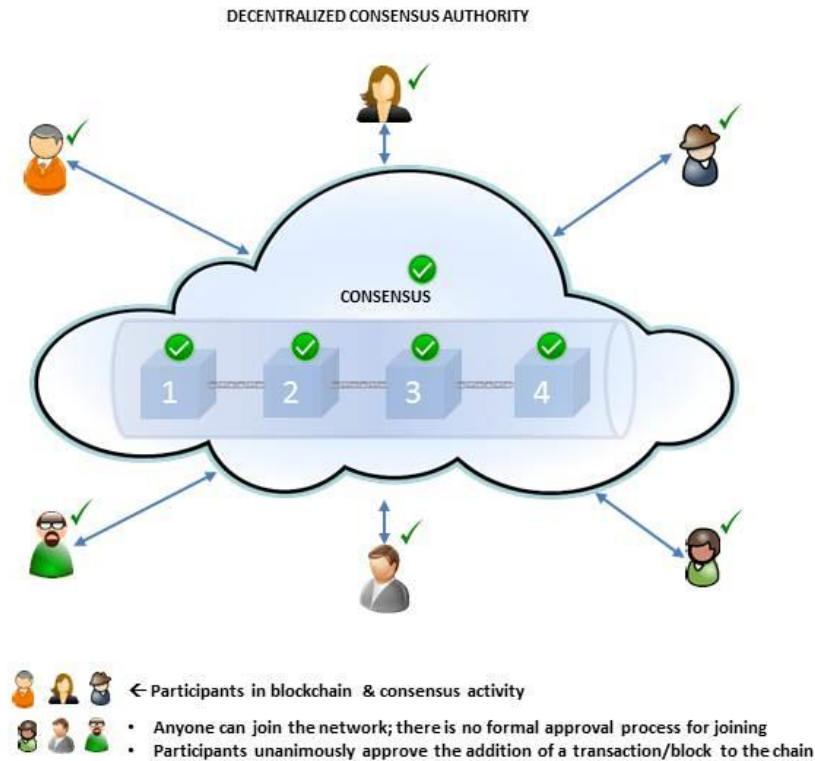 DECENTRALIZED CONSENSUS AUTHORITY
CONSENSUS
1 2 3 4
← Participants in blockchain & consensus activity
• Anyone can join the network; there is no formal approval process for joining
• Participants unanimously approve the addition of a transaction/block to the chain